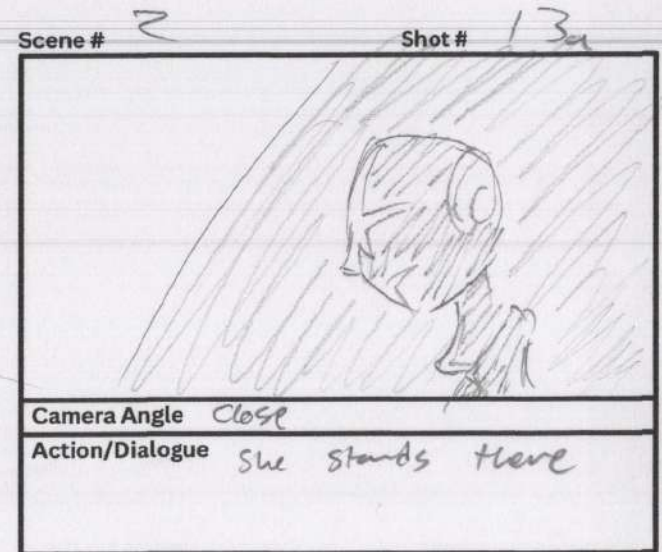 Scene # 2 Shot # 13a
Camera Angle Close
Action/Dialogue She stands there